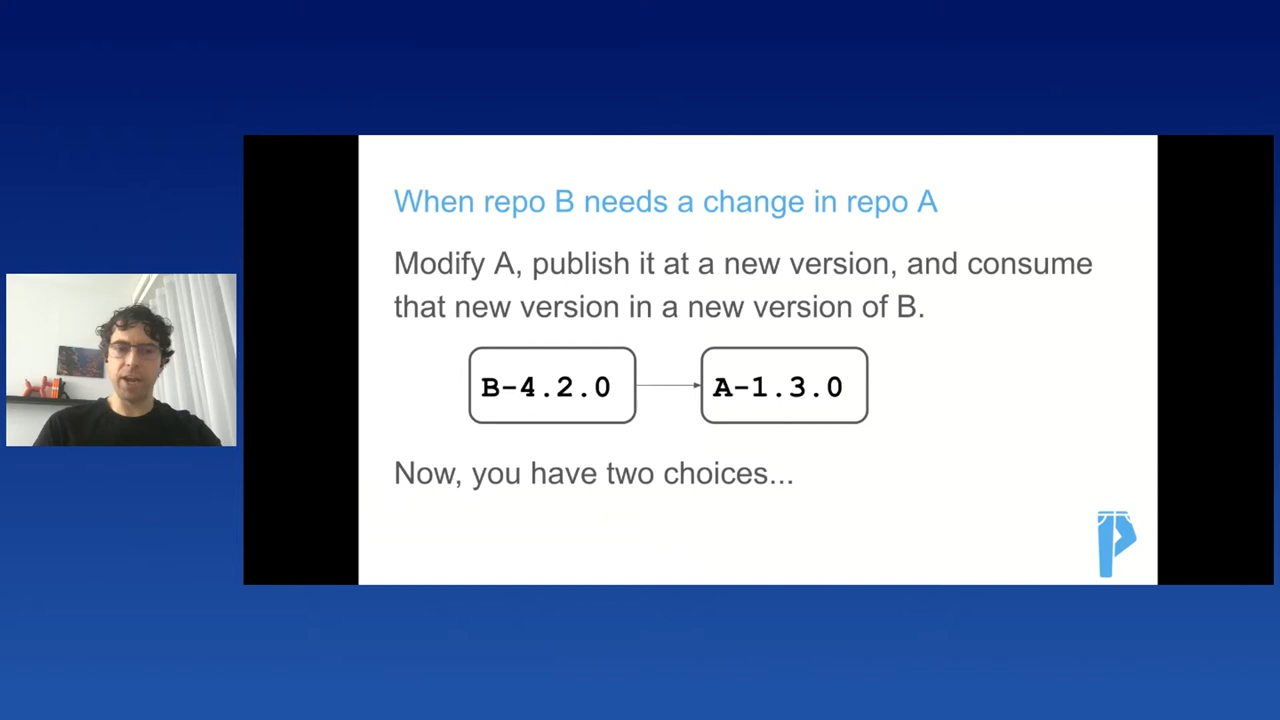 When repo B needs a change in repo A
Modify A, publish it at a new version, and consume
that new version in a new version of B.
B-4.2.0
A-1.3.0
Now, you have two choices...